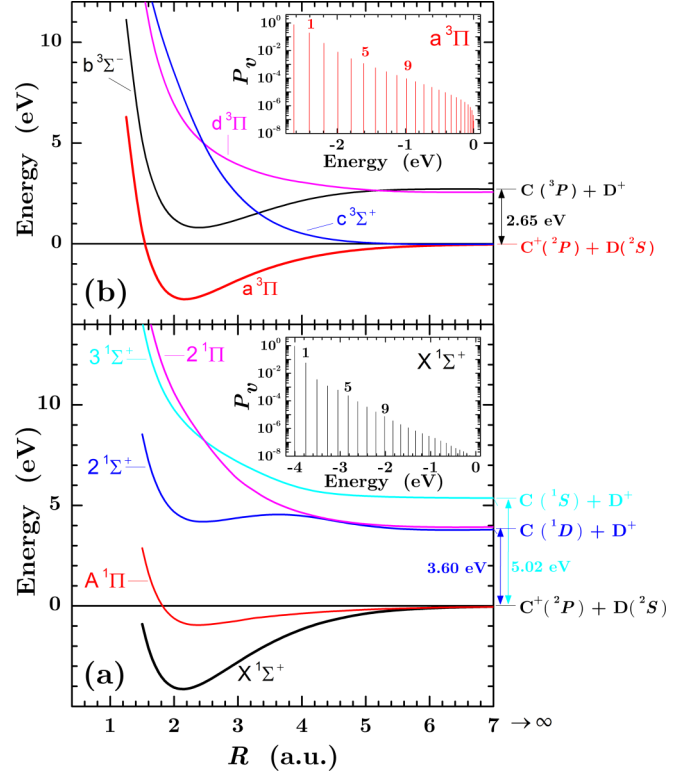 (b)
Energy (eV)
10
5
0
b ³Σ⁻
d ³Π
c ³Σ⁺
a ³Π
P_v
10⁰
10⁻²
10⁻⁴
10⁻⁶
10⁻⁸
1
5
9
a ³Π
-2
-1
0
Energy (eV)
C (³P) + D⁺
2.65 eV
C⁺(²P) + D(²S)
(a)
Energy (eV)
10
5
0
3 ¹Σ⁺
2 ¹Π
2 ¹Σ⁺
A ¹Π
X ¹Σ⁺
P_v
10⁰
10⁻²
10⁻⁴
10⁻⁶
10⁻⁸
1
5
9
X ¹Σ⁺
-4
-3
-2
-1
0
Energy (eV)
C (¹S) + D⁺
C (¹D) + D⁺
3.60 eV
5.02 eV
C⁺(²P) + D(²S)
1 2 3 4 5 6 7 → ∞
R (a.u.)